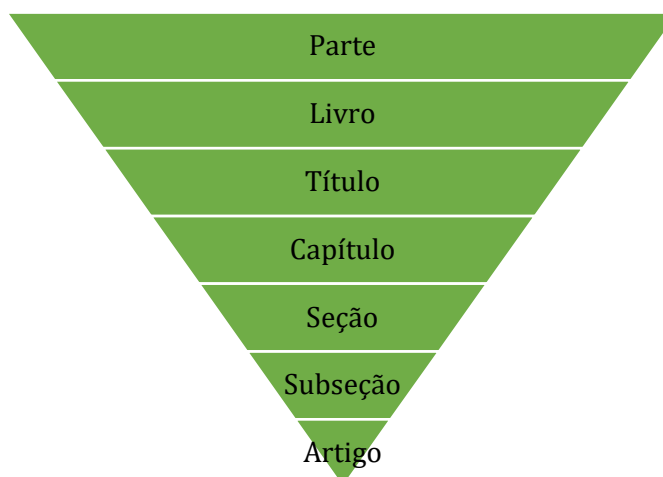 Parte
Livro
Título
Capítulo
Seção
Subseção
Artigo